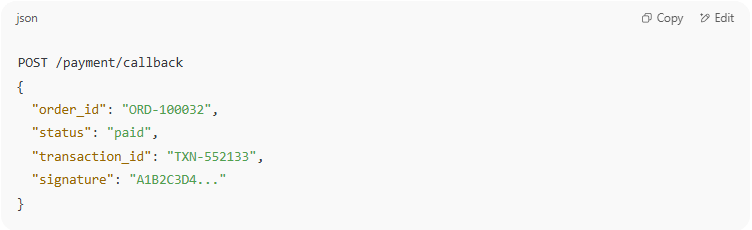 json
Copy
Edit
POST /payment/callback
{
  "order_id": "ORD-100032",
  "status": "paid",
  "transaction_id": "TXN-552133",
  "signature": "A1B2C3D4..."
}